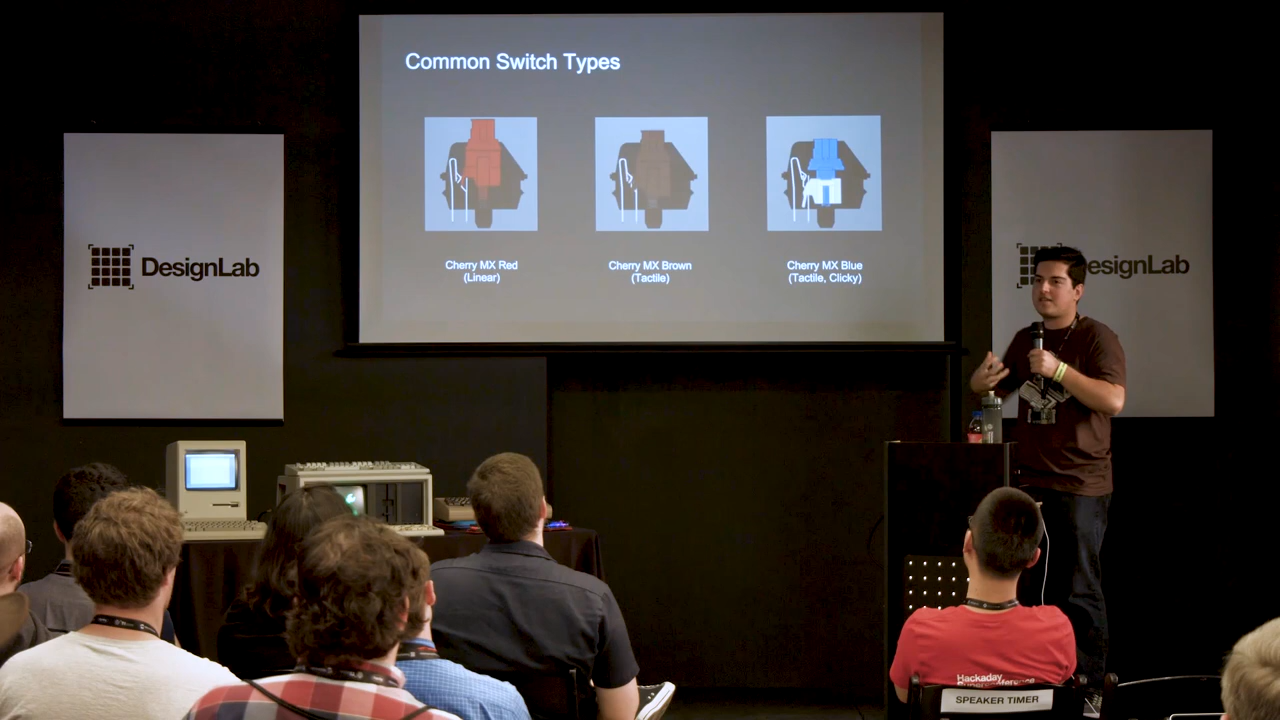 Common Switch Types
Cherry MX Red
(Linear)
Cherry MX Brown
(Tactile)
Cherry MX Blue
(Tactile, Clicky)
DesignLab
esignLab
Hackaday
SPEAKER TIMER